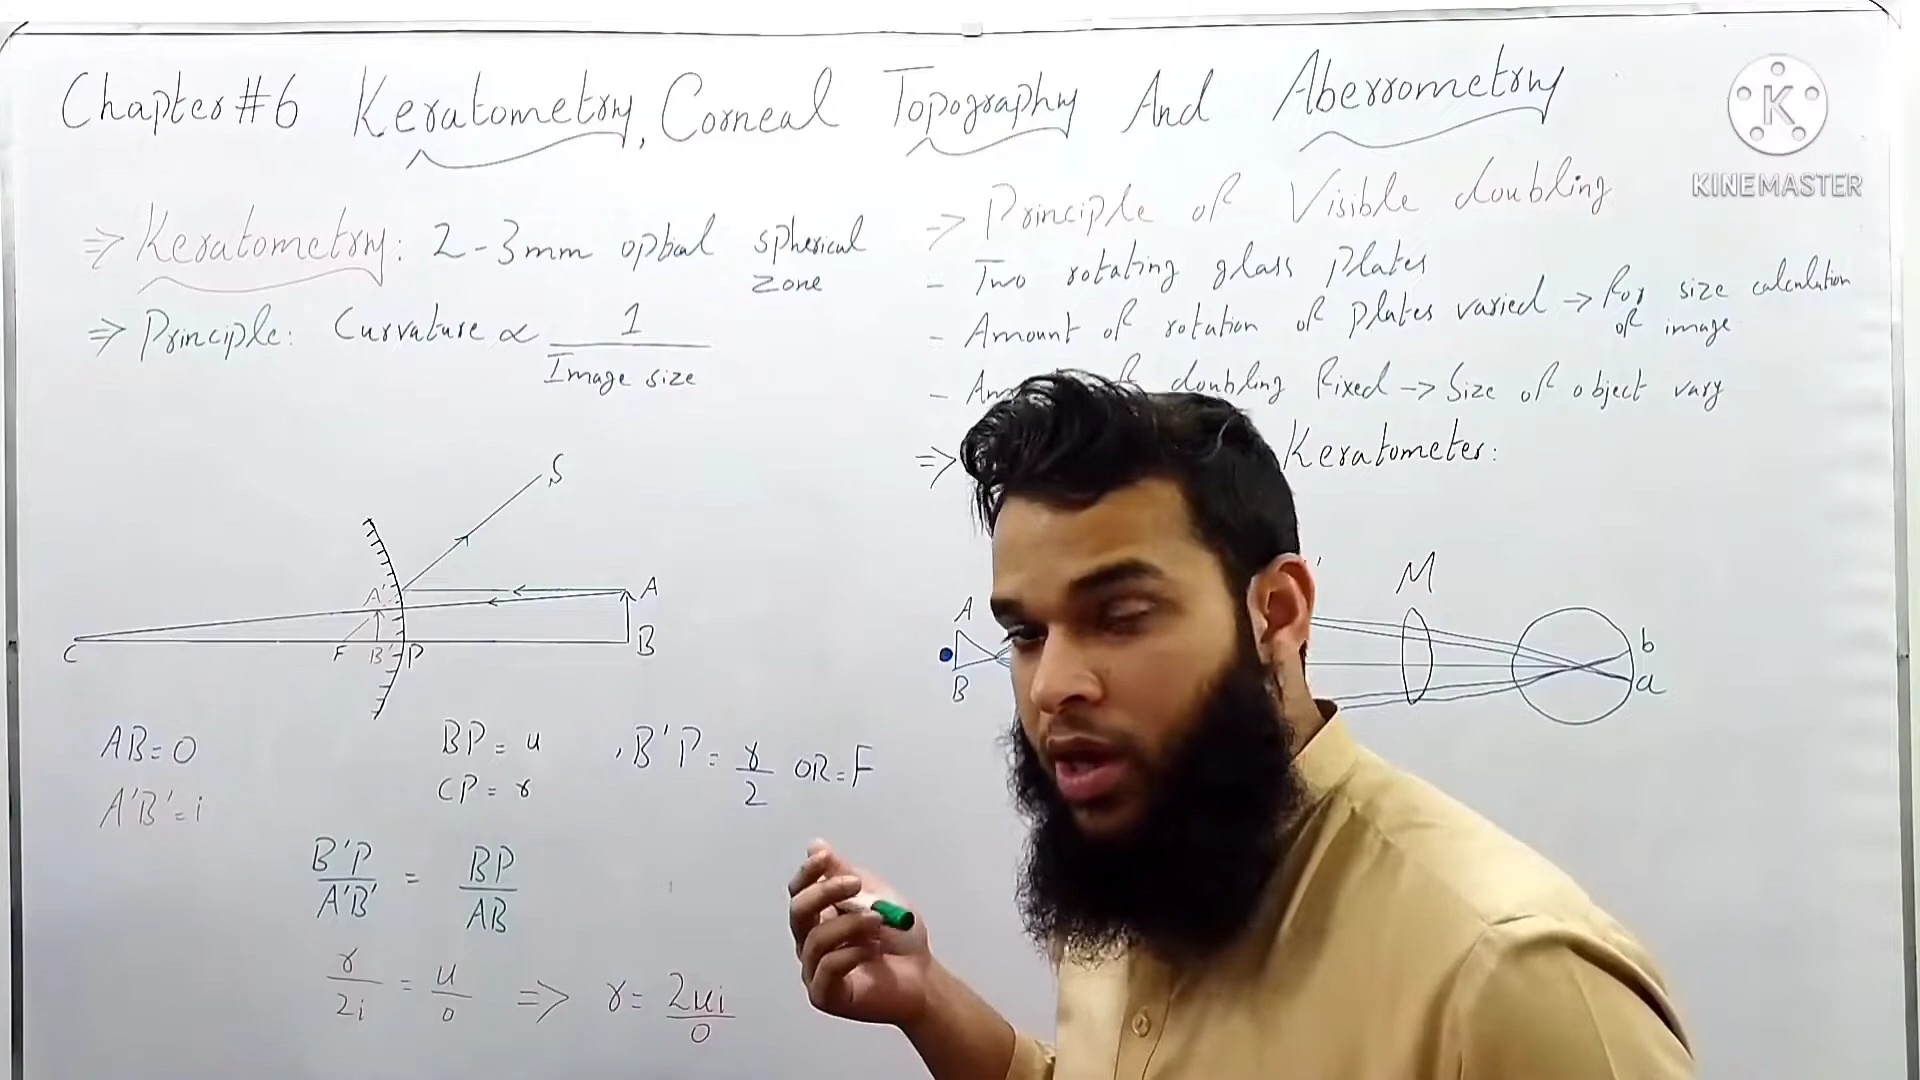 Chapter #6 Keratometry, Corneal Topography And Aberrometry
K
KINEMASTER
=> Keratometry: 2-3mm optial spherical
zone
=> Principle: Curvature ∝ 1
Image size
S
A
A'
C F B' P B
AB = O
A'B' = i
BP = u
CP = r
, B'P = r/2 OR = F
B'P/A'B' = BP/AB
r/2i = u/o => r = 2ui/o
=> Principle of Visible doubling
- Two rotating glass plates
- Amount of rotation of plates varied -> For size calculation
of image
- of doubling Fixed -> Size of object vary
=> Keratometer:
M
A
B
b
a